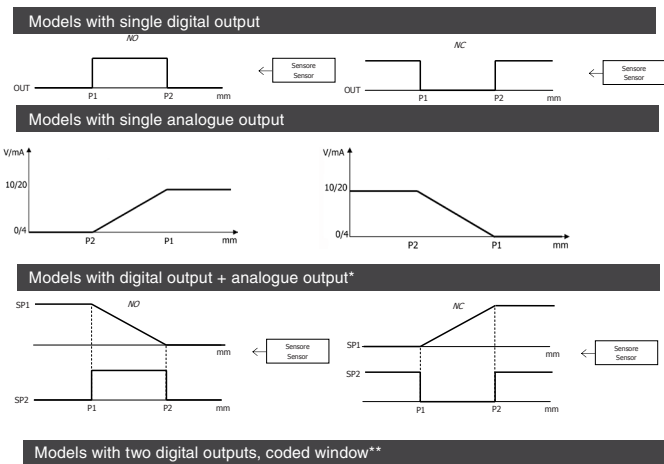 Models with single digital output
NO
Sensore
Sensor
OUT
P1
P2
mm
NC
Sensore
Sensor
OUT
P1
P2
mm
Models with single analogue output
V/mA
10/20
0/4
P2
P1
mm
V/mA
10/20
0/4
P2
P1
mm
Models with digital output + analogue output*
SP1
NO
mm
Sensore
Sensor
SP2
P1
P2
mm
NC
SP1
mm
Sensore
Sensor
SP2
P1
P2
mm
Models with two digital outputs, coded window**